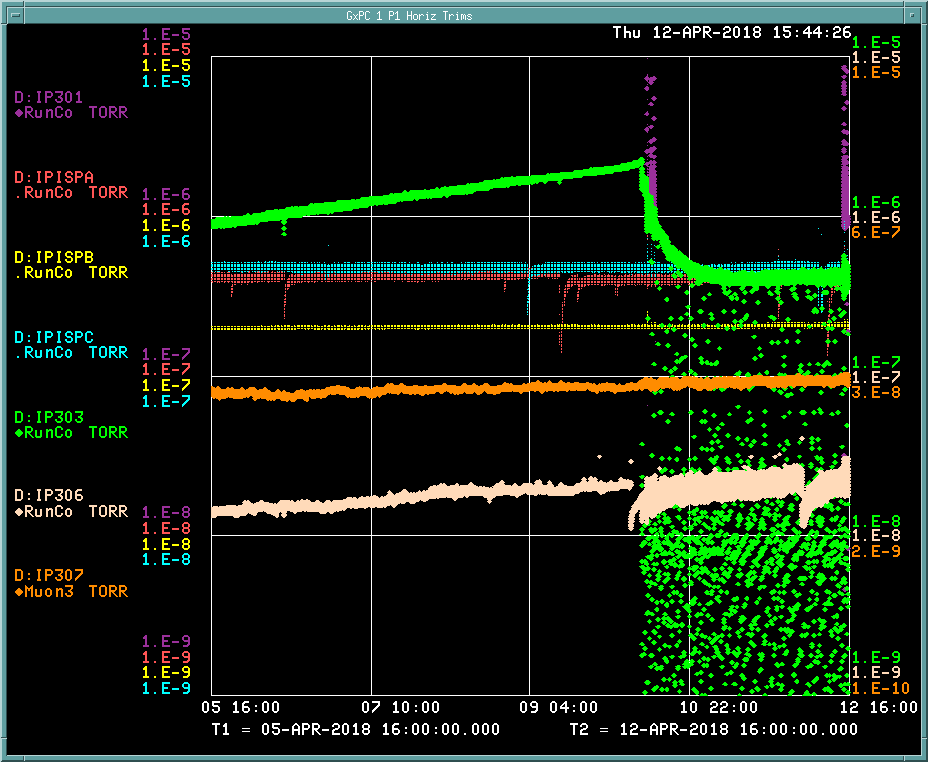 GxPC 1 P1 Horiz Trims
Thu 12-APR-2018 15:44:26
1.E-5
1.E-5
1.E-5
1.E-5
1.E-5
1.E-5
1.E-5
D:IP301
◆RunCo TORR
D:IPISPA
.RunCo TORR
1.E-6
1.E-6
1.E-6
1.E-6
1.E-6
1.E-6
6.E-7
D:IPISPB
.RunCo TORR
D:IPISPC
.RunCo TORR
1.E-7
1.E-7
1.E-7
1.E-7
1.E-7
1.E-7
3.E-8
D:IP303
◆RunCo TORR
D:IP306
◆RunCo TORR
1.E-8
1.E-8
1.E-8
1.E-8
1.E-8
1.E-8
2.E-9
D:IP307
◆Muon3 TORR
1.E-9
1.E-9
1.E-9
1.E-9
1.E-9
1.E-9
1.E-10
05 16:00 07 10:00 09 04:00 10 22:00 12 16:00
T1 = 05-APR-2018 16:00:00.000 T2 = 12-APR-2018 16:00:00.000